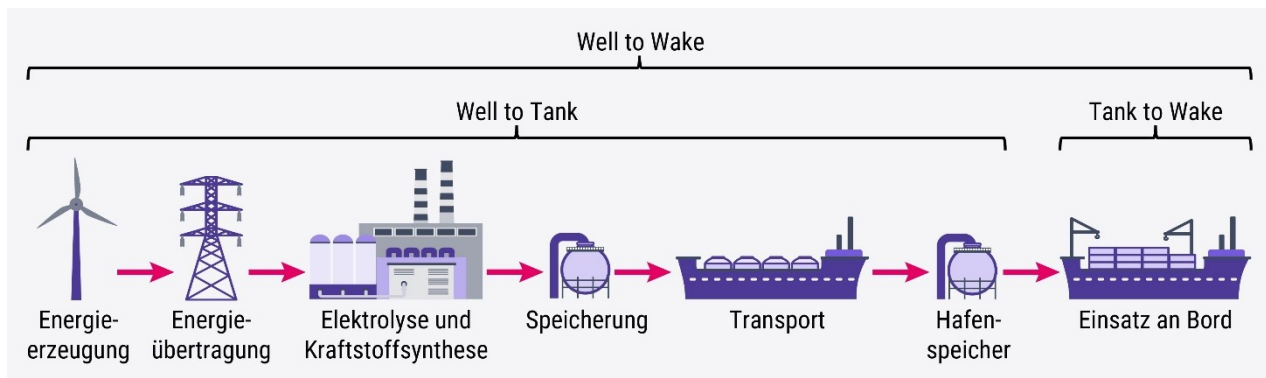 Well to Wake
Well to Tank
Tank to Wake
Energie-
erzeugung
Energie-
übertragung
Elektrolyse und
Kraftstoffsynthese
Speicherung
Transport
Hafen-
speicher
Einsatz an Bord